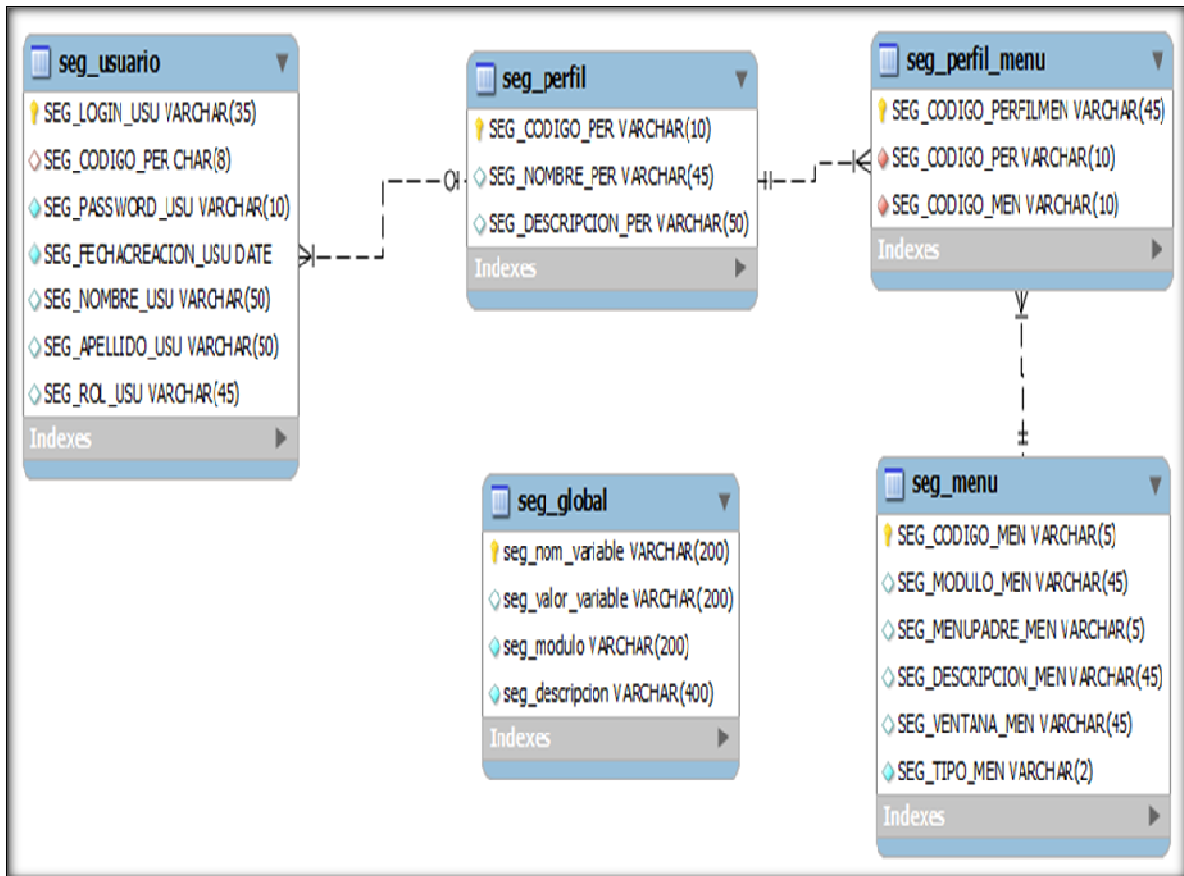 seg_usuario
SEG_LOGIN_USU VARCHAR(35)
SEG_CODIGO_PER CHAR(8)
SEG_PASSWORD_USU VARCHAR(10)
SEG_FECHACREACION_USU DATE
SEG_NOMBRE_USU VARCHAR(50)
SEG_APELLIDO_USU VARCHAR(50)
SEG_ROL_USU VARCHAR(45)
Indexes
seg_perfil
SEG_CODIGO_PER VARCHAR(10)
SEG_NOMBRE_PER VARCHAR(45)
SEG_DESCRIPCION_PER VARCHAR(50)
Indexes
seg_perfil_menu
SEG_CODIGO_PERFILMEN VARCHAR(45)
SEG_CODIGO_PER VARCHAR(10)
SEG_CODIGO_MEN VARCHAR(10)
Indexes
seg_global
seg_nom_variable VARCHAR(200)
seg_valor_variable VARCHAR(200)
seg_modulo VARCHAR(200)
seg_descripcion VARCHAR(400)
Indexes
seg_menu
SEG_CODIGO_MEN VARCHAR(5)
SEG_MODULO_MEN VARCHAR(45)
SEG_MENUPADRE_MEN VARCHAR(5)
SEG_DESCRIPCION_MEN VARCHAR(45)
SEG_VENTANA_MEN VARCHAR(45)
SEG_TIPO_MEN VARCHAR(2)
Indexes